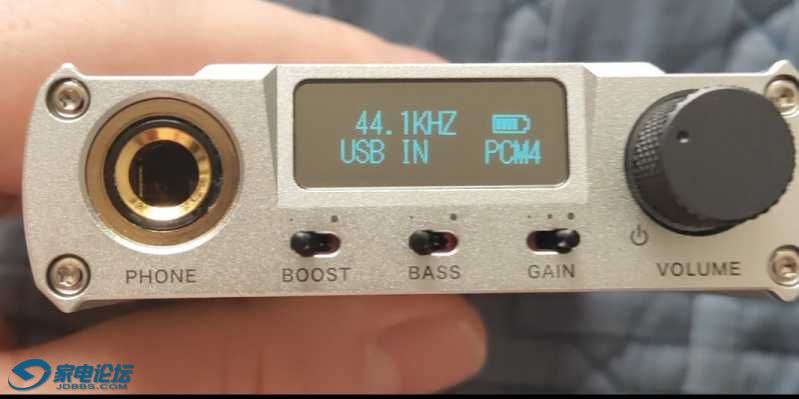 44.1KHZ
USB IN PCM4
PHONE BOOST BASS GAIN VOLUME
家电论坛
JDBBS.COM